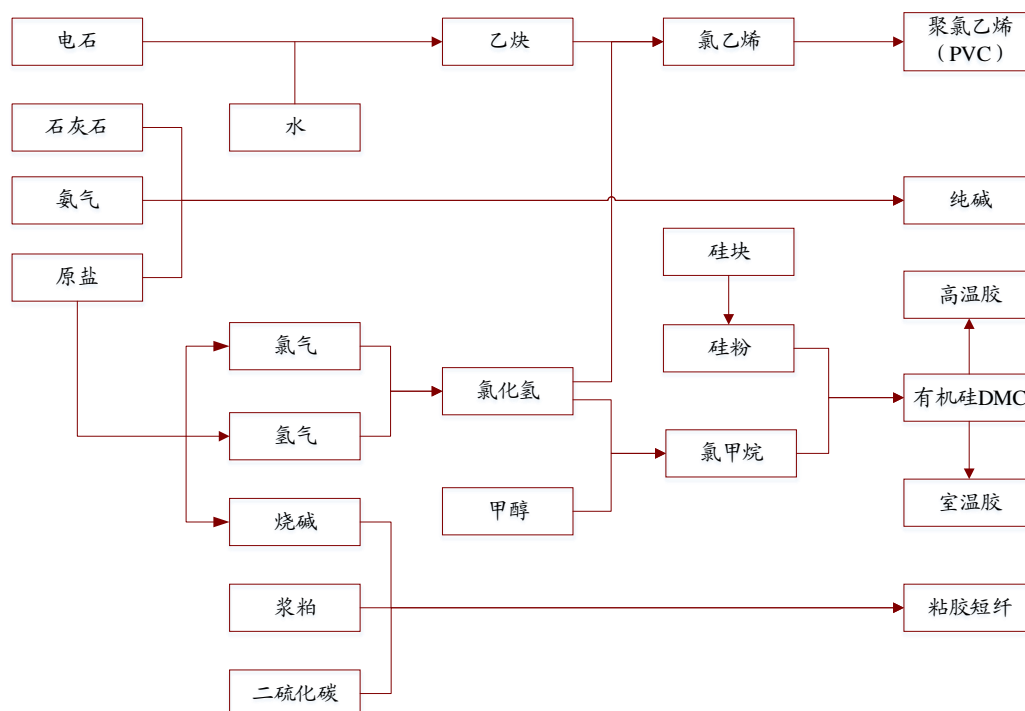 电石
乙炔
氯乙烯
聚氯乙烯
（PVC）
石灰石
水
氨气
纯碱
原盐
硅块
高温胶
氯气
硅粉
氯化氢
有机硅DMC
氢气
氯甲烷
烧碱
甲醇
室温胶
浆粕
粘胶短纤
二硫化碳